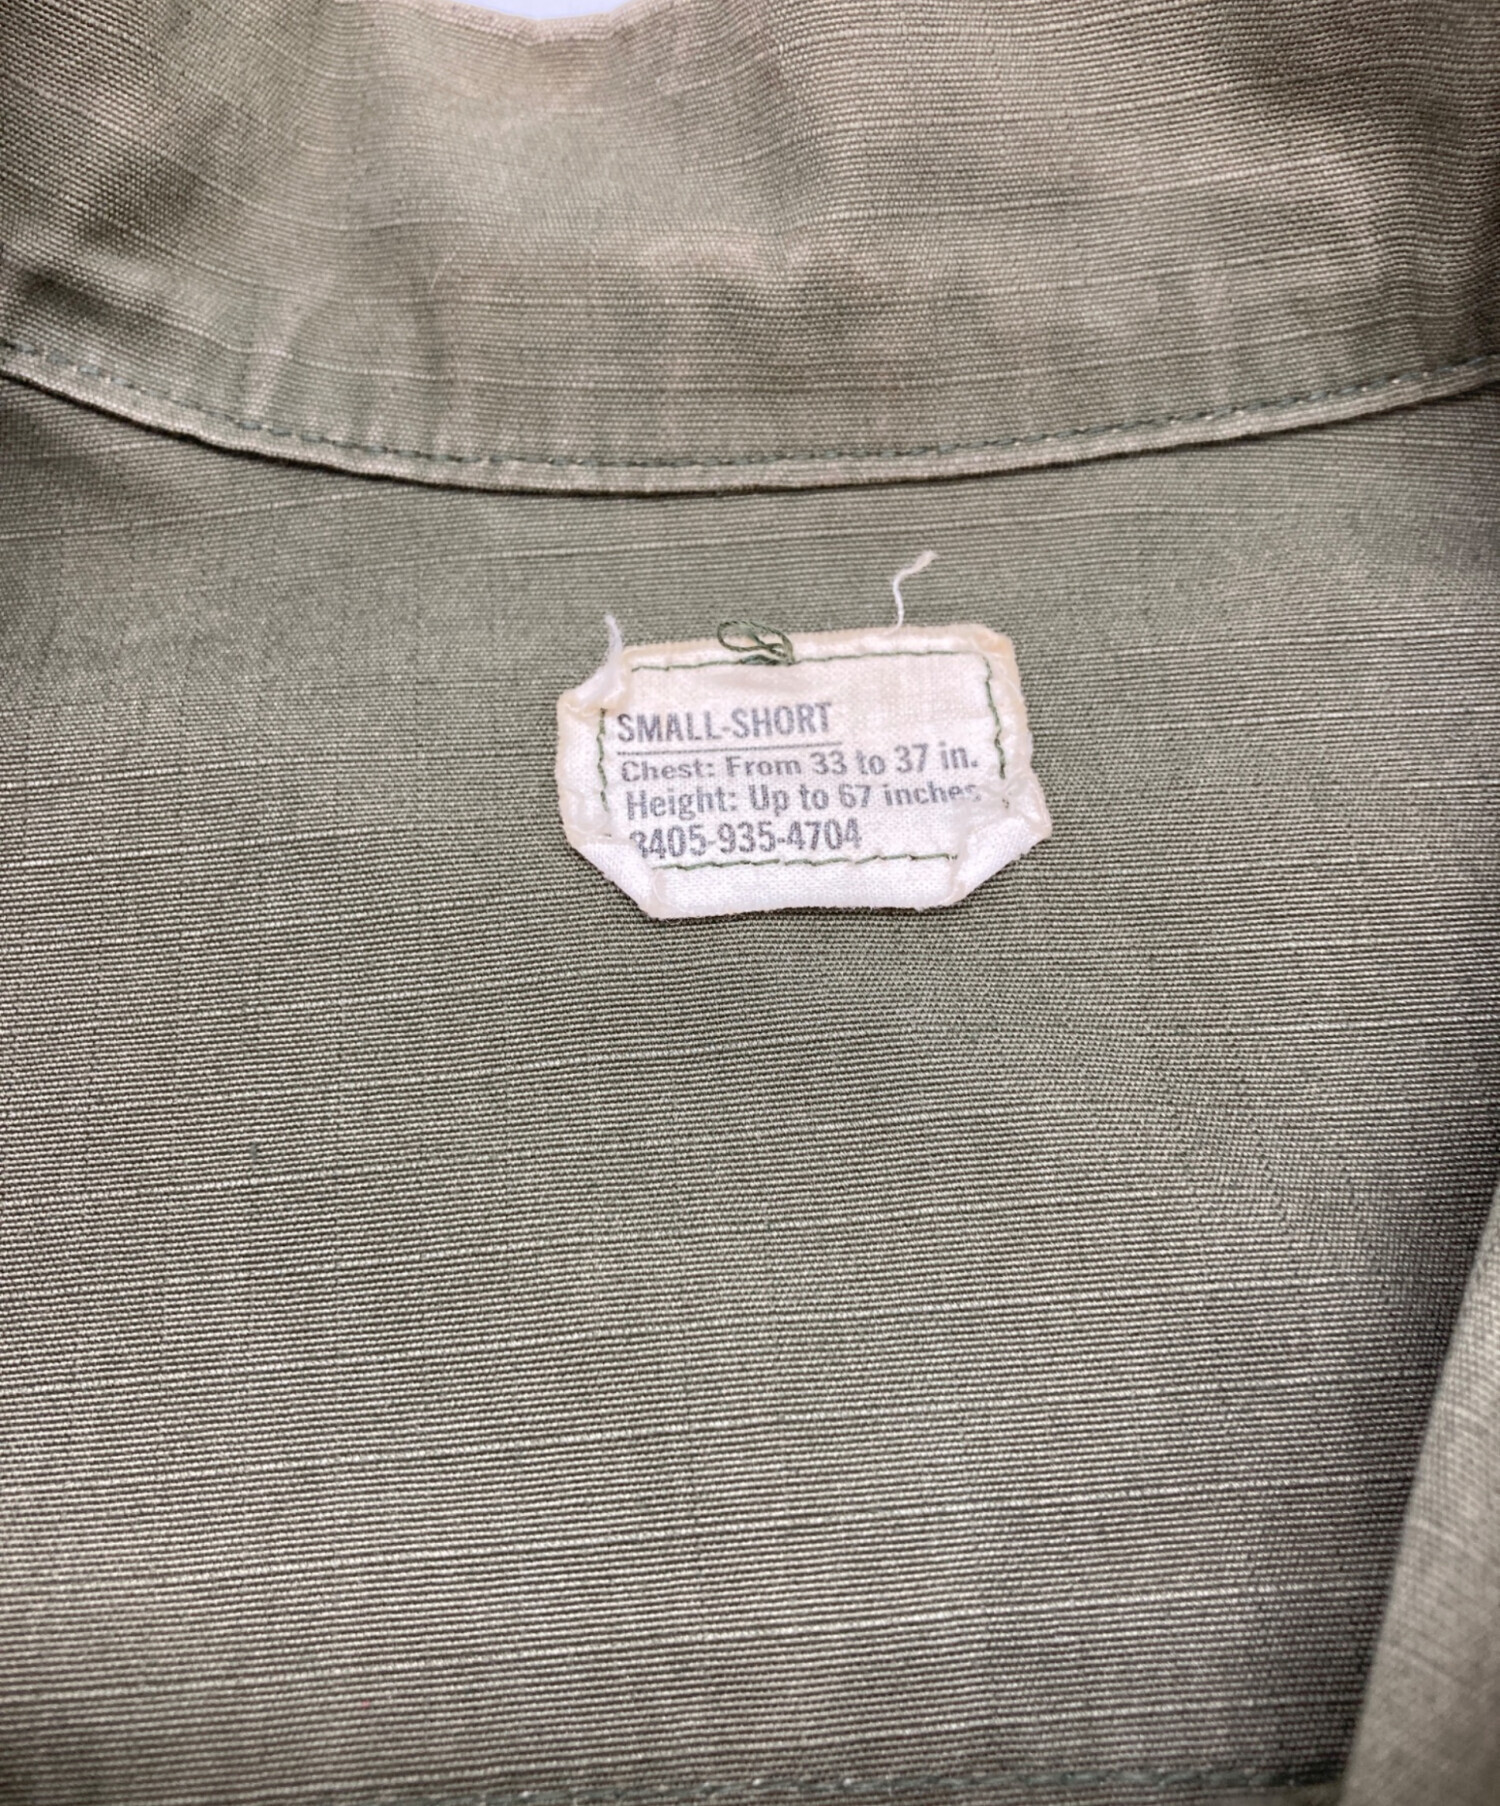 SMALL-SHORT
Chest: From 33 to 37 in.
Height: Up to 67 inches
8405-935-4704